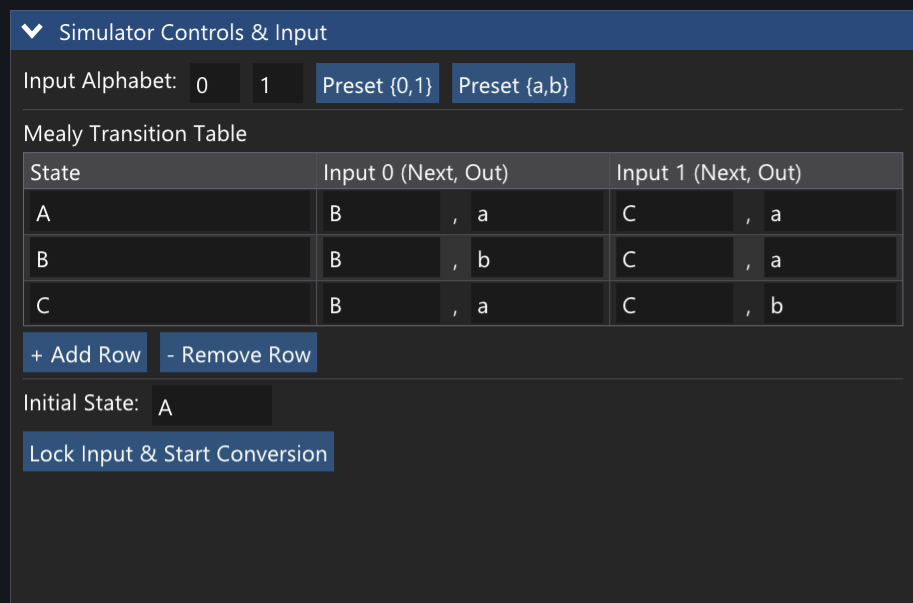 Simulator Controls & Input
Input Alphabet: 0 1 Preset {0,1} Preset {a,b}
Mealy Transition Table
State Input 0 (Next, Out) Input 1 (Next, Out)
A B , a C , a
B B , b C , a
C B , a C , b
+ Add Row - Remove Row
Initial State: A
Lock Input & Start Conversion